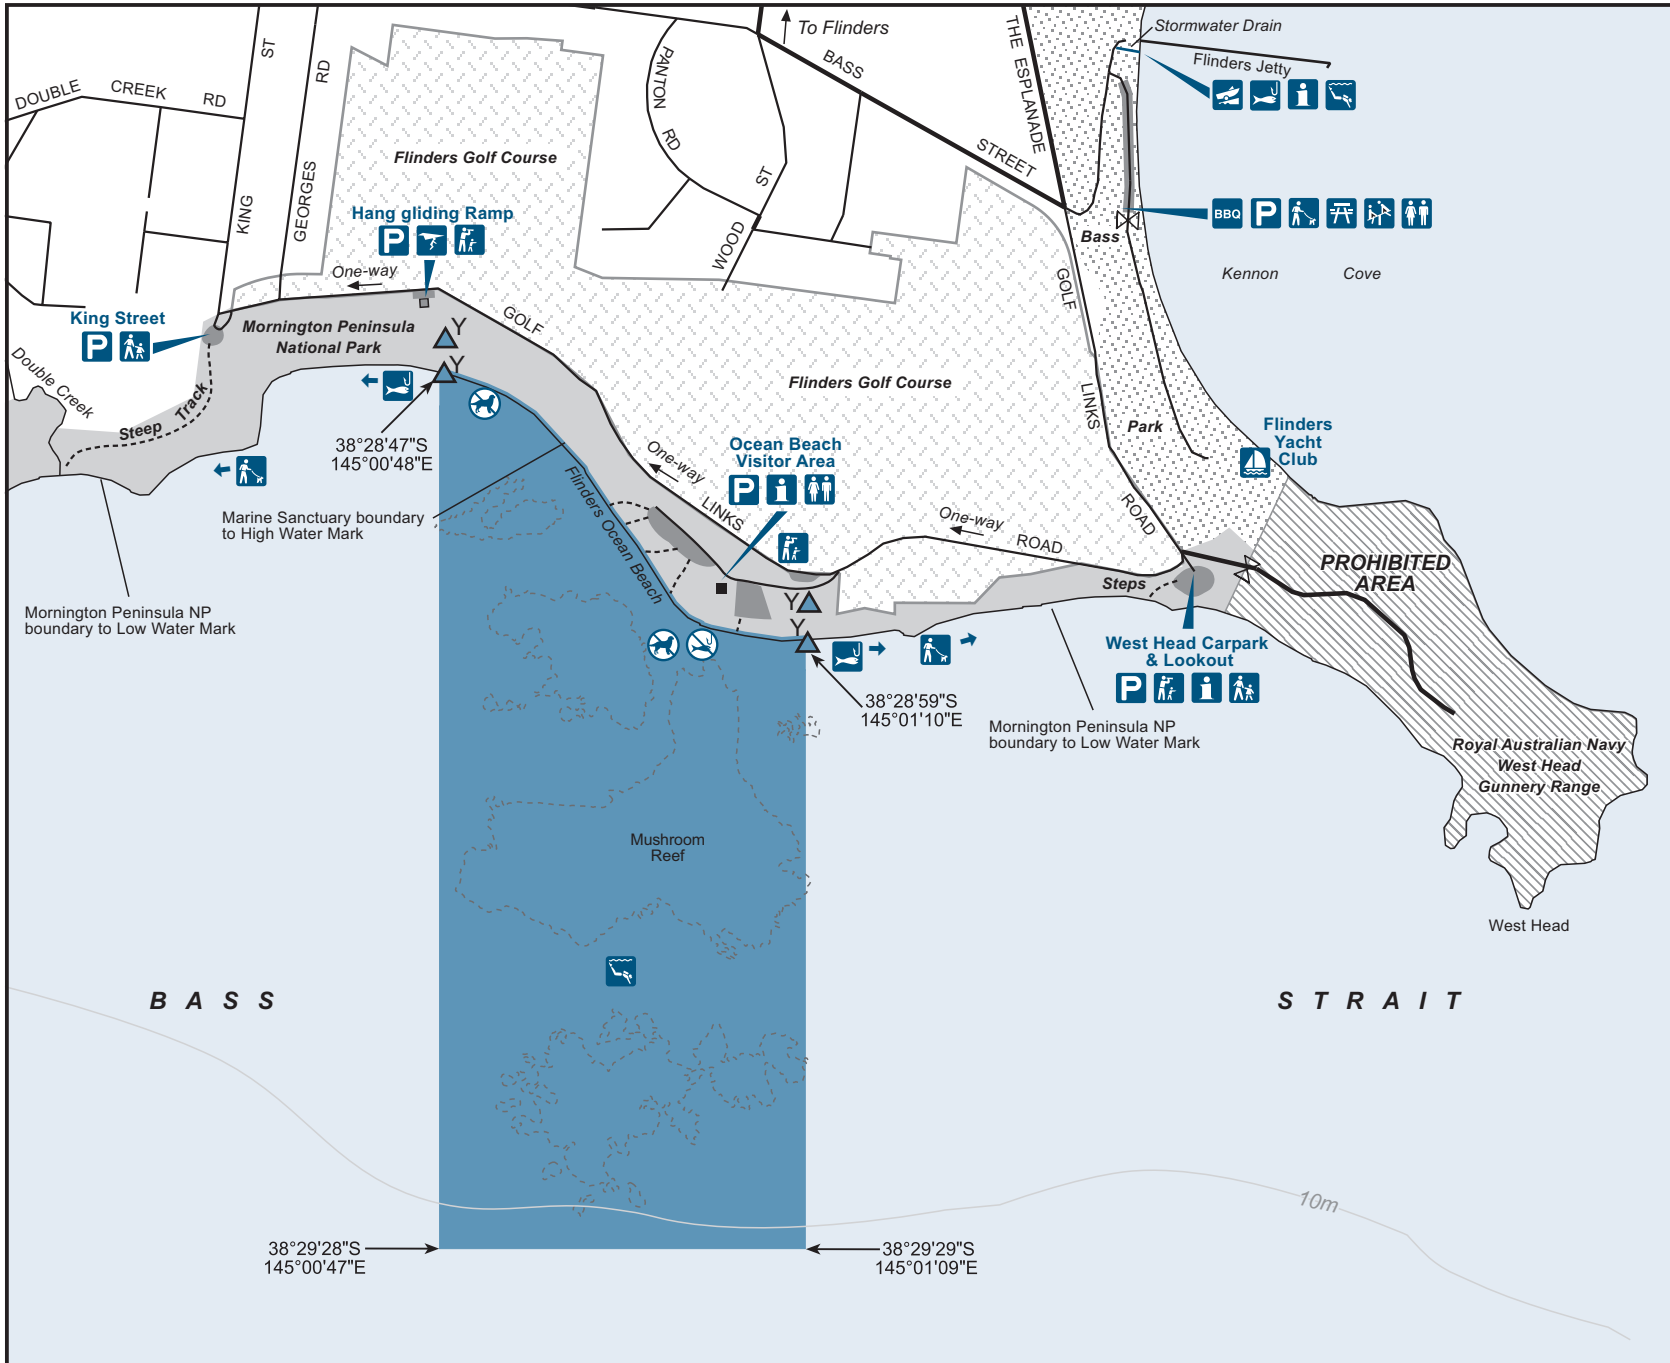 To Flinders
Stormwater Drain
Flinders Jetty
THE ESPLANADE
BASS
STREET
PANTON
RD
WOOD
ST
KING
ST
GEORGES
RD
DOUBLE
CREEK
RD
Flinders Golf Course
Hang gliding Ramp
P
One-way
King Street
P
Mornington Peninsula
National Park
Double Creek
Steep
Track
BBQ
P
Bass
Kennon
Cove
GOLF
LINKS
ROAD
GOLF
LINKS
ROAD
Flinders Golf Course
Park
Flinders
Yacht
Club
Y
Y
38°28'47"S
145°00'48"E
Ocean Beach
Visitor Area
P
i
i
One-way
One-way
Marine Sanctuary boundary
to High Water Mark
Flinders Ocean Beach
Steps
PROHIBITED
AREA
Mornington Peninsula NP
boundary to Low Water Mark
Y
Y
West Head Carpark
& Lookout
P
i
38°28'59"S
145°01'10"E
Mornington Peninsula NP
boundary to Low Water Mark
Royal Australian Navy
West Head
Gunnery Range
Mushroom
Reef
West Head
BASS
STRAIT
10m
38°29'28"S
145°00'47"E
38°29'29"S
145°01'09"E